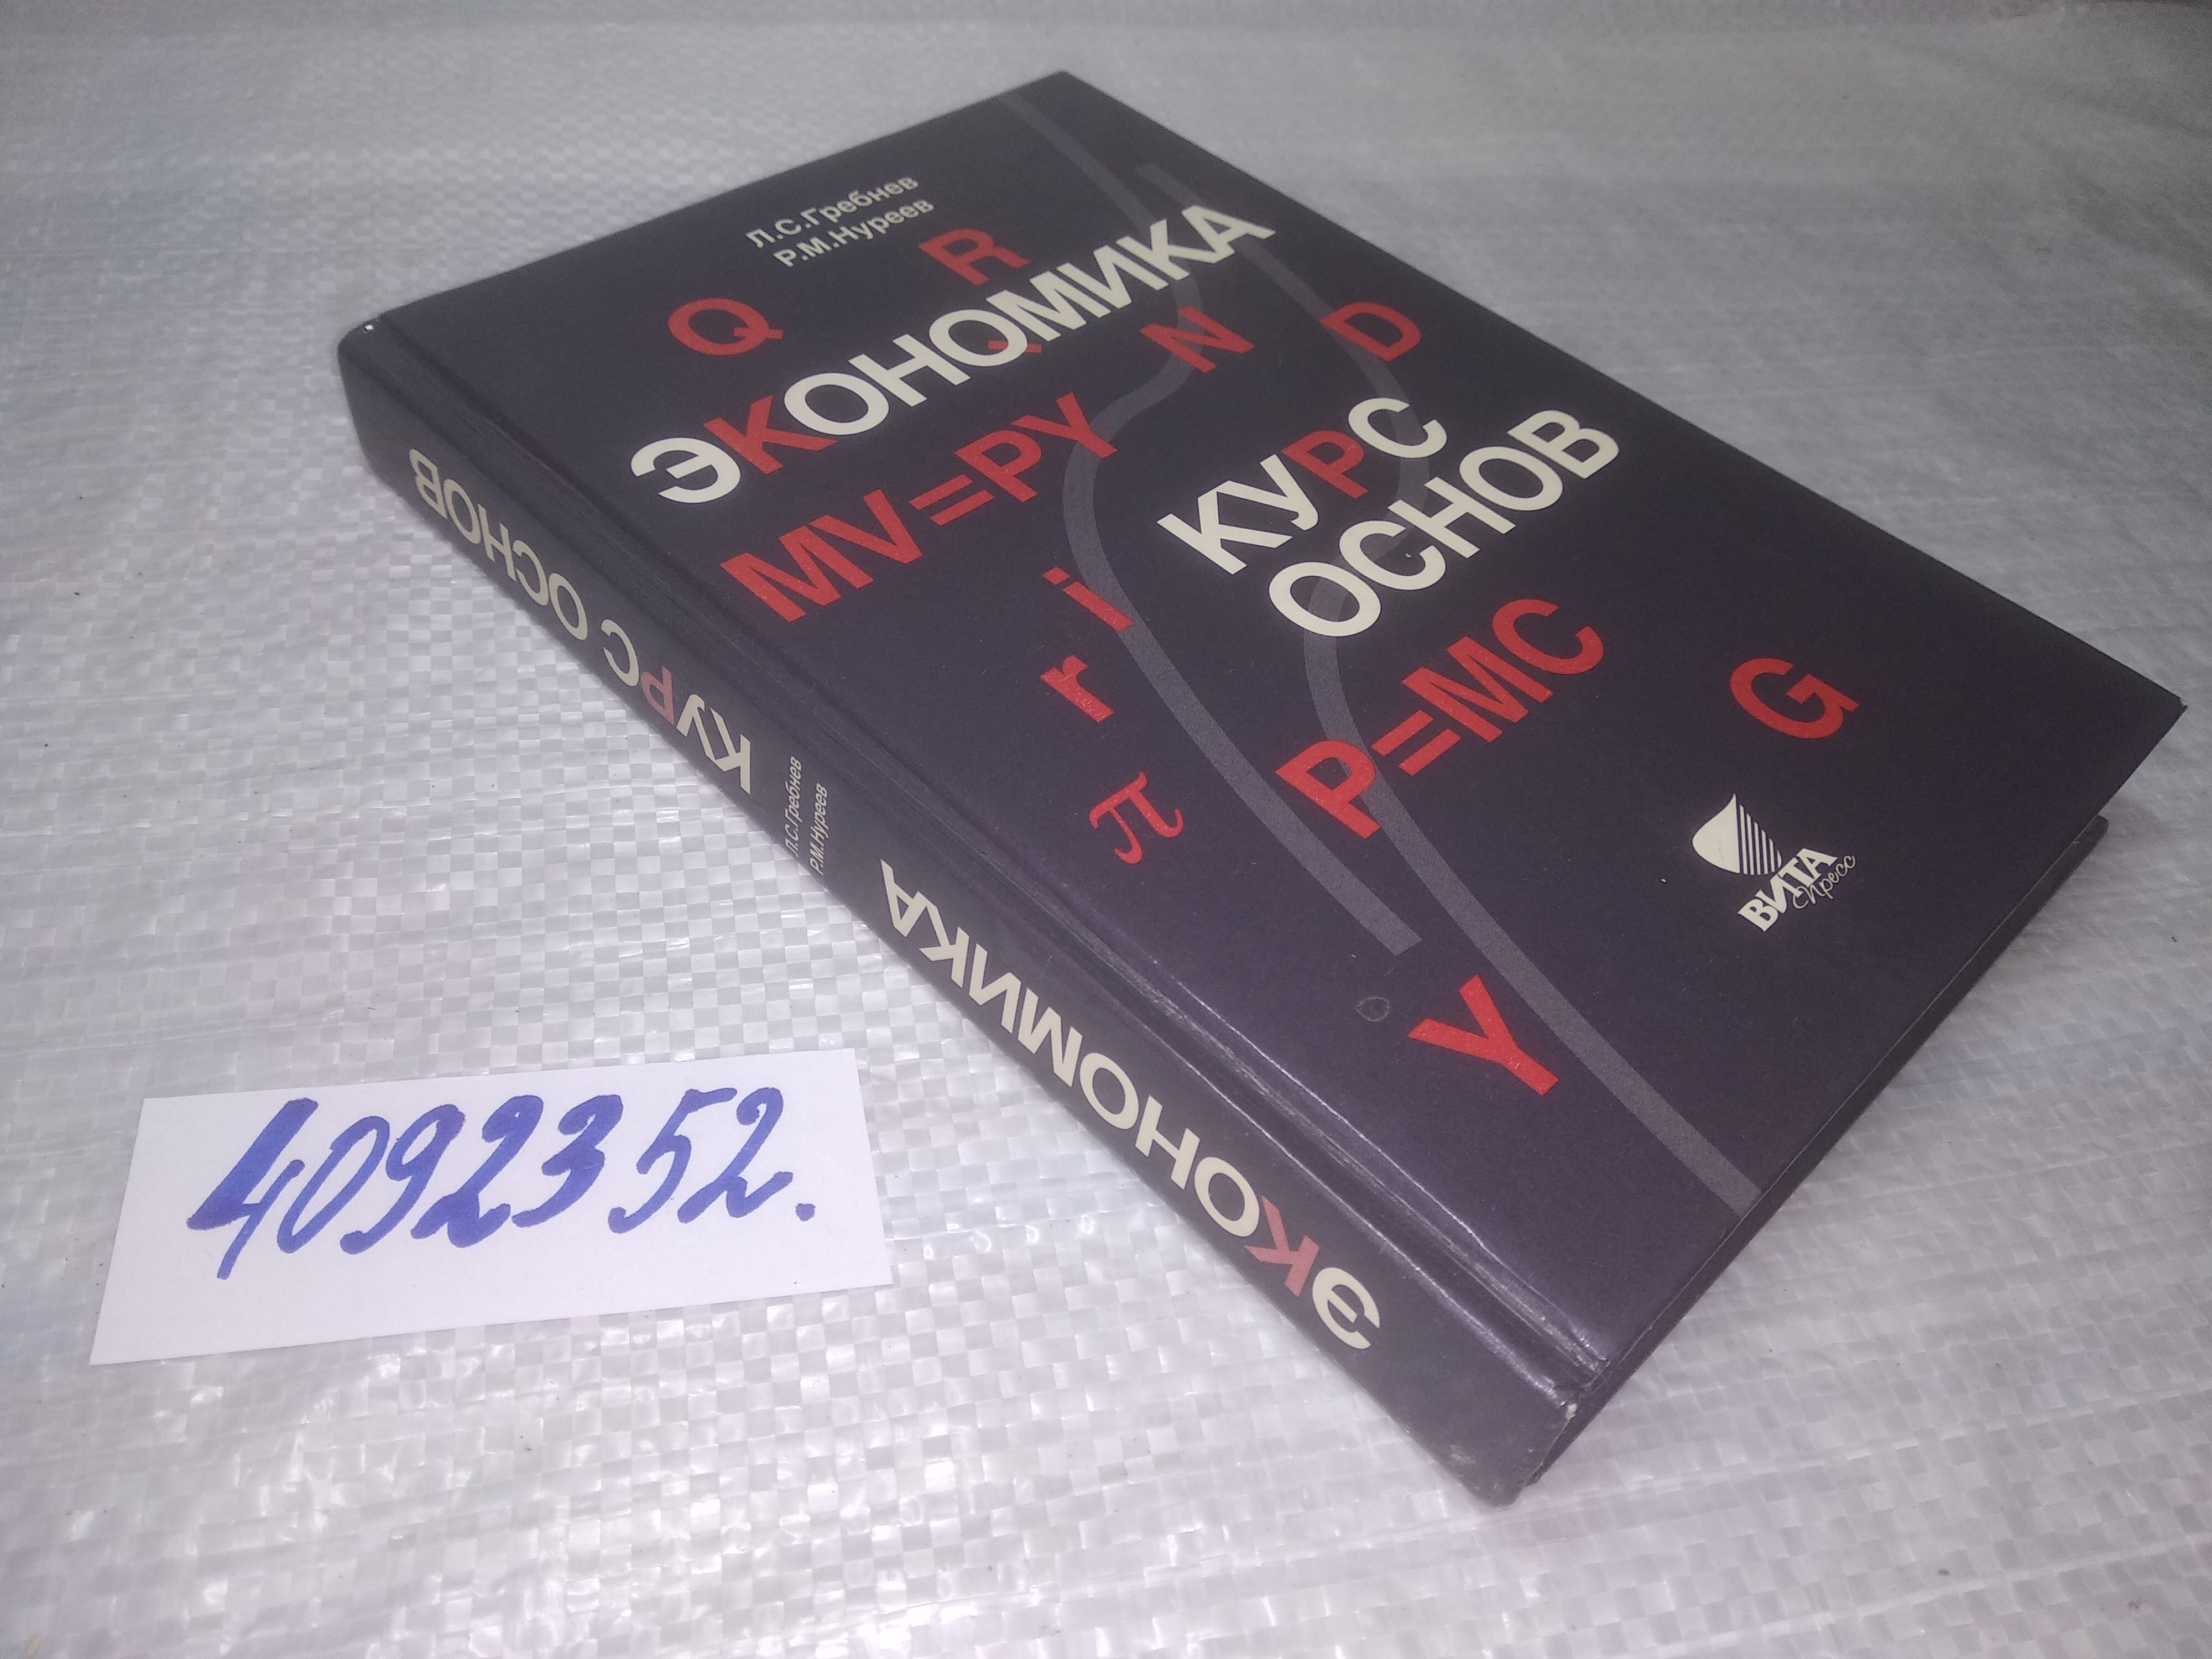 Л.С.Гребнев
Р.М.Нуреев
Q R
ЭКОНОМИКА
N D
MV=PY
КУРС
ОСНОВ
i
r
P=MC
G
π
ВИТА
Пресс
Y
ЭКОНОМИКА
Л.С.Гребнев
Р.М.Нуреев
КУРС ОСНОВ
4092352.